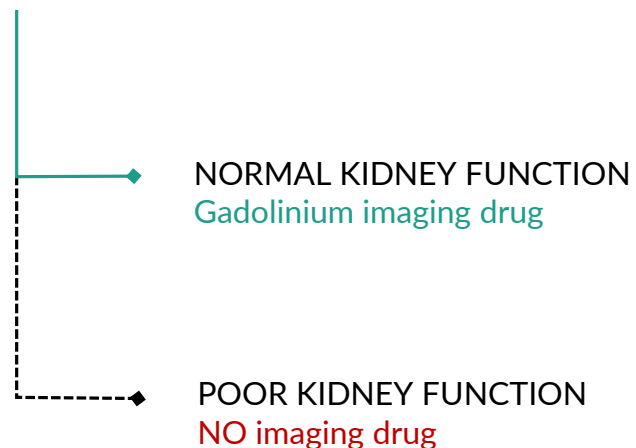 NORMAL KIDNEY FUNCTION
Gadolinium imaging drug
POOR KIDNEY FUNCTION
NO imaging drug